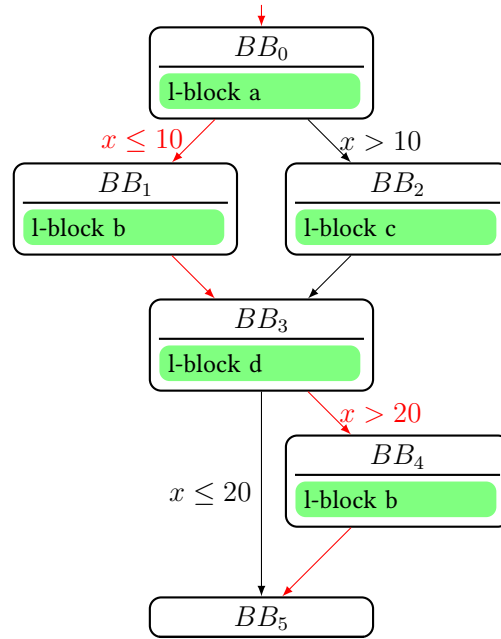 BB₀
l-block a
x ≤ 10
x > 10
BB₁
l-block b
BB₂
l-block c
BB₃
l-block d
x > 20
x ≤ 20
BB₄
l-block b
BB₅